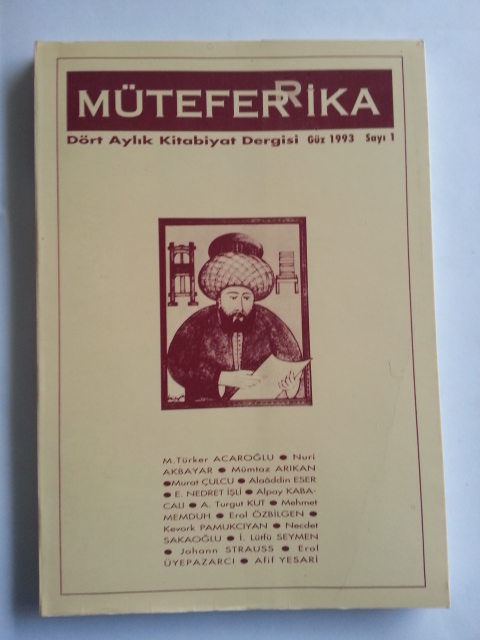 MÜTEFERRİKA
Dört Aylık Kitabiyat Dergisi Güz 1993 Sayı 1
M.Türker ACAROĞLU ● Nuri
AKBAYAR ● Mümtaz ARIKAN
●Murat ÇULCU ● Alaâddin ESER
● E. NEDRET İŞLİ ● Alpay KABA-
CALI ● A. Turgut KUT ● Mehmet
MEMDUH ● Erol ÖZBİLGEN ●
Kevork PAMUKCIYAN ● Necdet
SAKAOĞLU ● İ. Lütfü SEYMEN
● Johann STRAUSS ● Erol
ÜYEPAZARCI ● Afif YESARİ